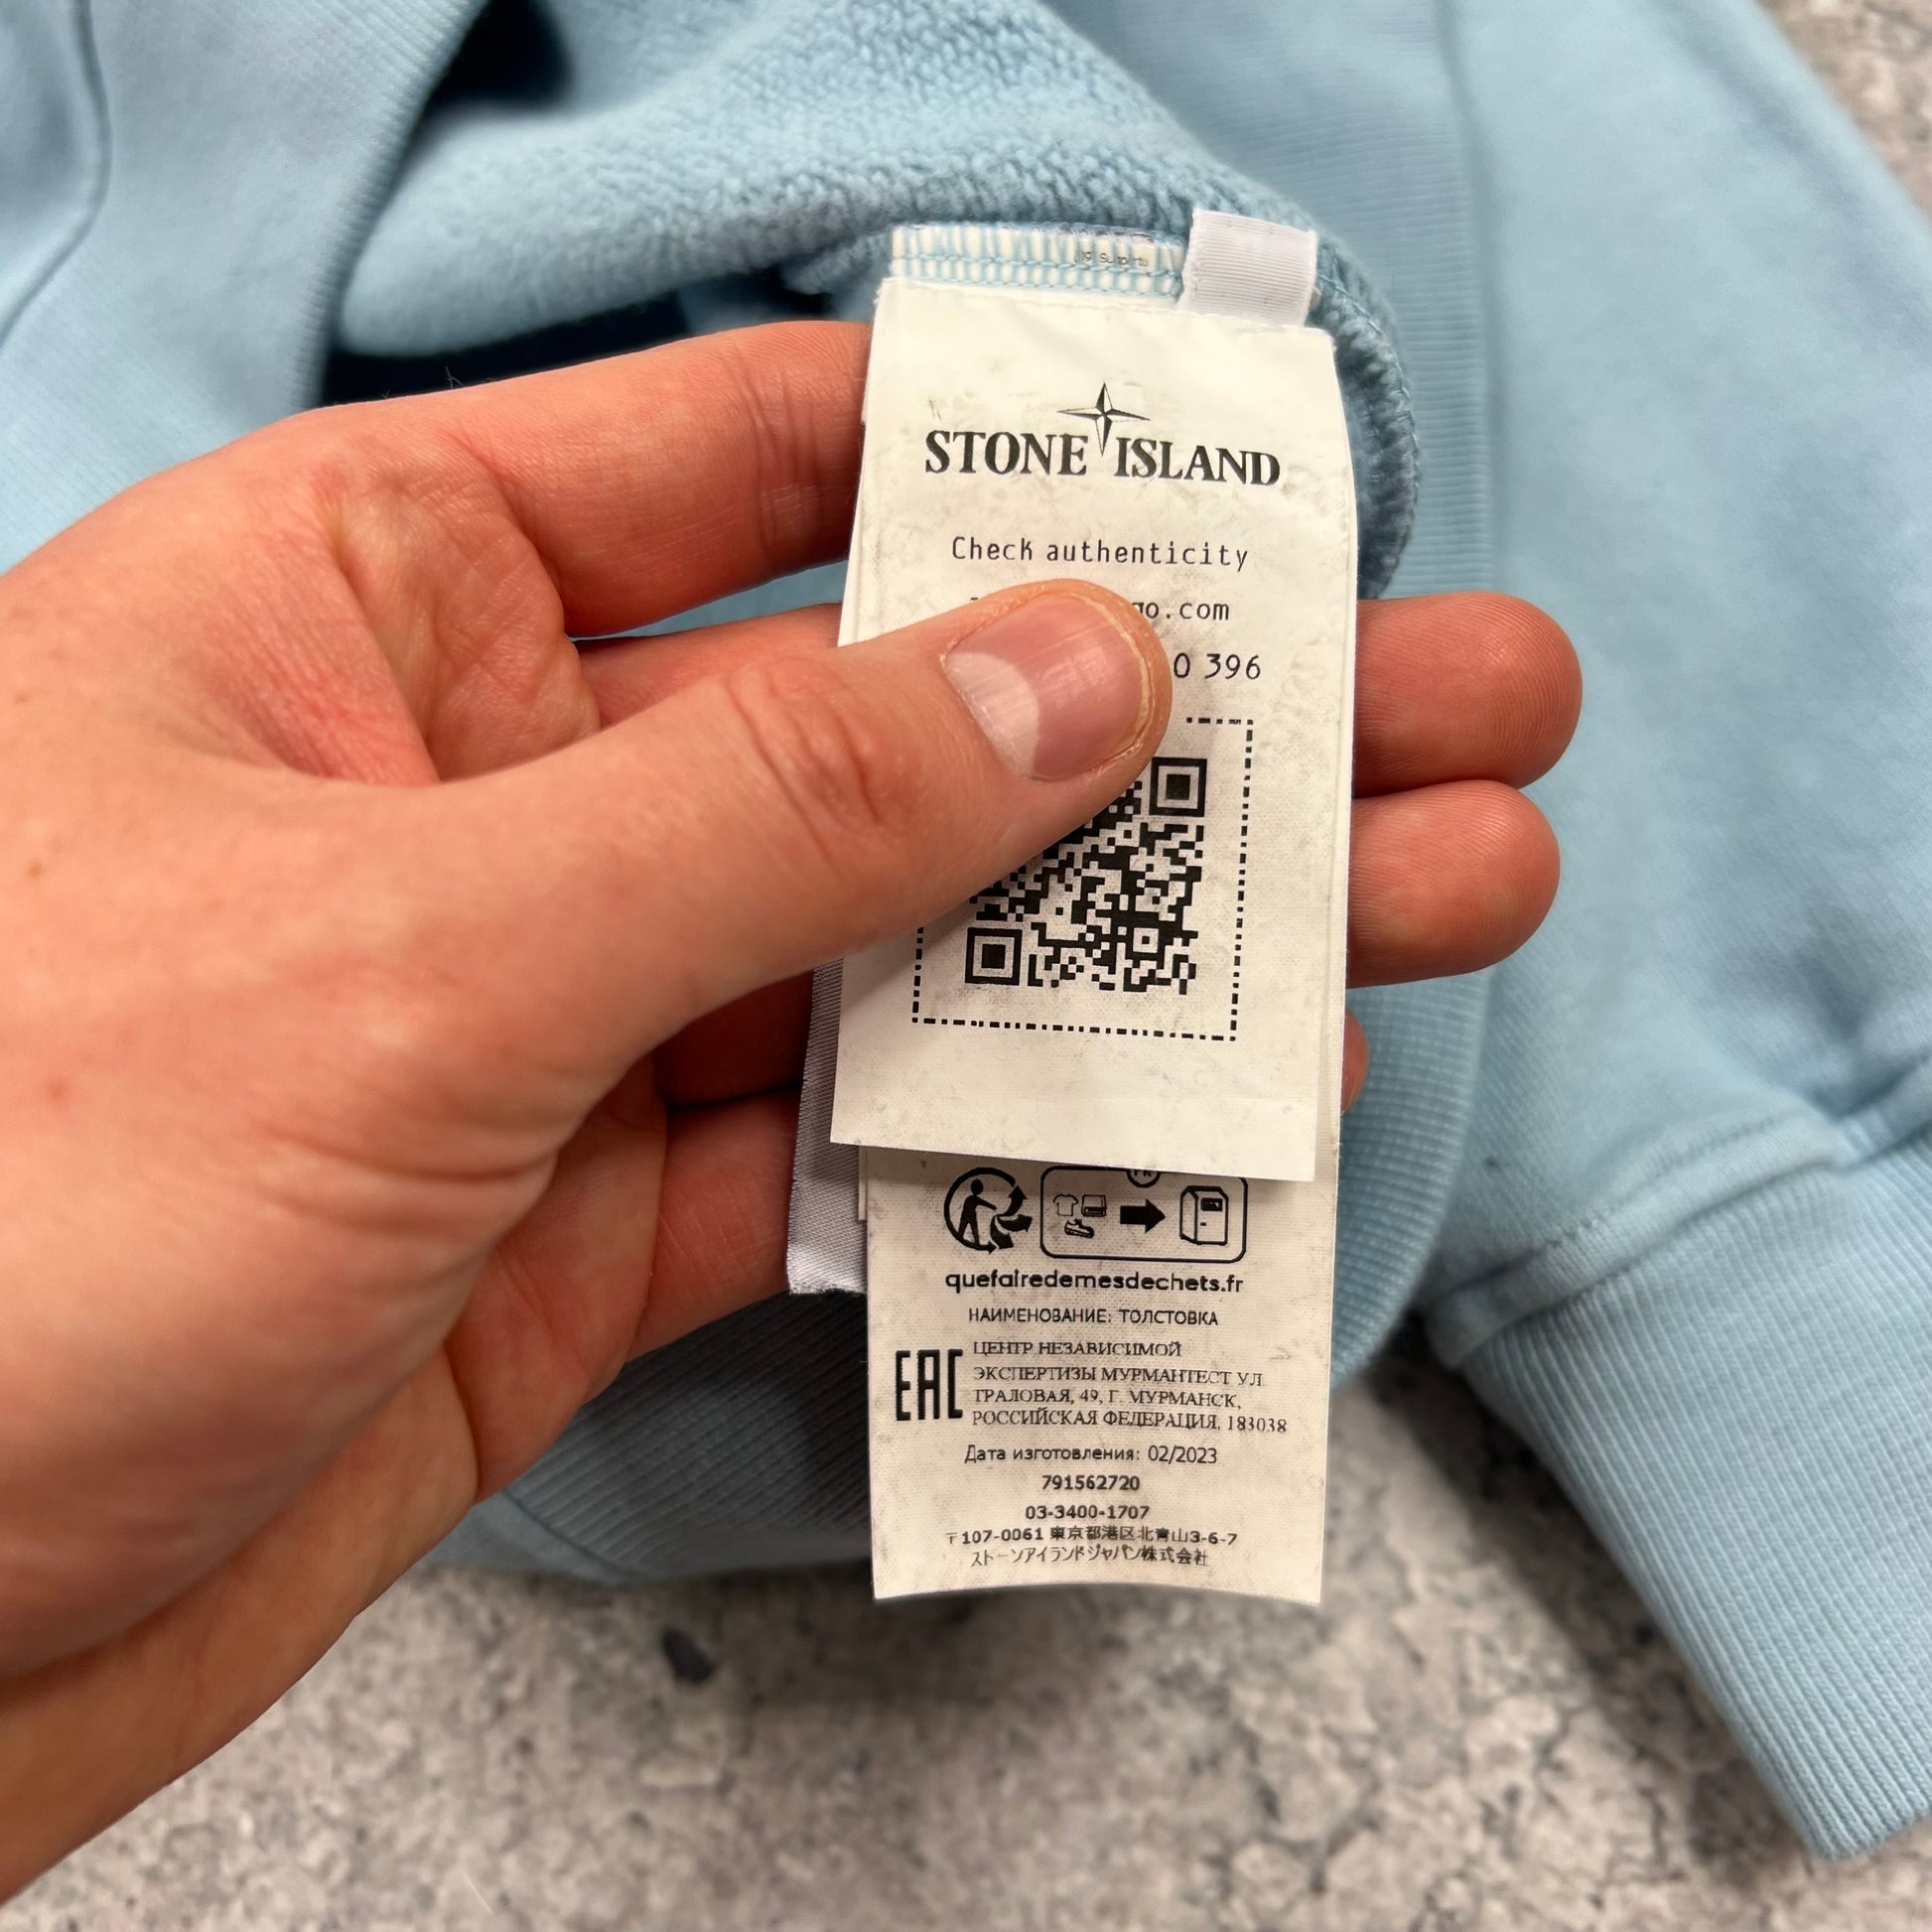 STONE ISLAND
Check authenticity
go.com
0 396
FR
quefairedemesdechets.fr
НАИМЕНОВАНИЕ: ТОЛСТОВКА
EAC
ЦЕНТР НЕЗАВИСИМОЙ
ЭКСПЕРТИЗЫ МУРМАНТЕСТ УЛ
ТРАЛОВАЯ, 49, Г. МУРМАНСК,
РОССИЙСКАЯ ФЕДЕРАЦИЯ, 183038
Дата изготовления: 02/2023
791562720
03-3400-1707
〒107-0061 東京都港区北青山3-6-7
ストーンアイランドジャパン株式会社